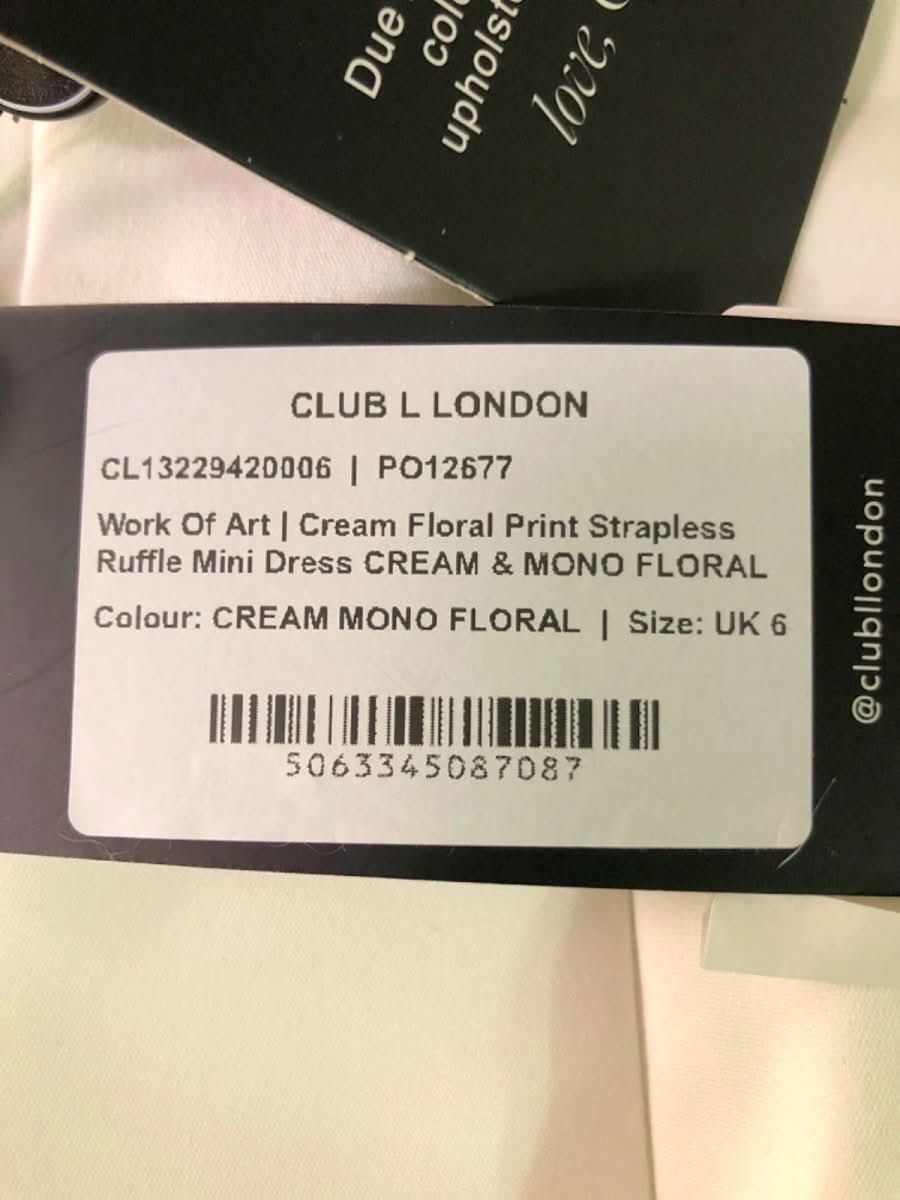 Due
upholst
love,
CLUB L LONDON
CL13229420006 | PO12677
Work Of Art | Cream Floral Print Strapless
Ruffle Mini Dress CREAM & MONO FLORAL
Colour: CREAM MONO FLORAL | Size: UK 6
5063345087087
@clubllondon